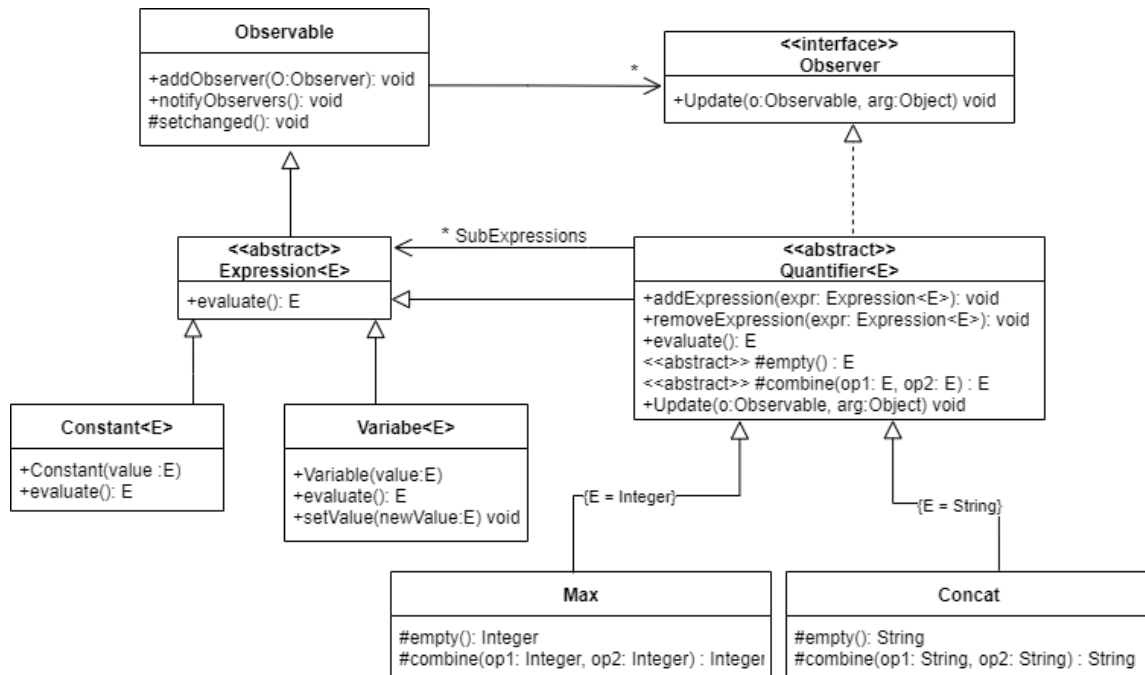 Observable
+addObserver(O:Observer): void
+notifyObservers(): void
#setchanged(): void
*
<<interface>>
Observer
+Update(o:Observable, arg:Object) void
<<abstract>>
Expression<E>
+evaluate(): E
* SubExpressions
<<abstract>>
Quantifier<E>
+addExpression(expr: Expression<E>): void
+removeExpression(expr: Expression<E>): void
+evaluate(): E
<<abstract>> #empty() : E
<<abstract>> #combine(op1: E, op2: E) : E
+Update(o:Observable, arg:Object) void
Constant<E>
+Constant(value :E)
+evaluate(): E
Variabe<E>
+Variable(value:E)
+evaluate(): E
+setValue(newValue:E) void
{E = Integer}
{E = String}
Max
#empty(): Integer
#combine(op1: Integer, op2: Integer) : Integer
Concat
#empty(): String
#combine(op1: String, op2: String) : String